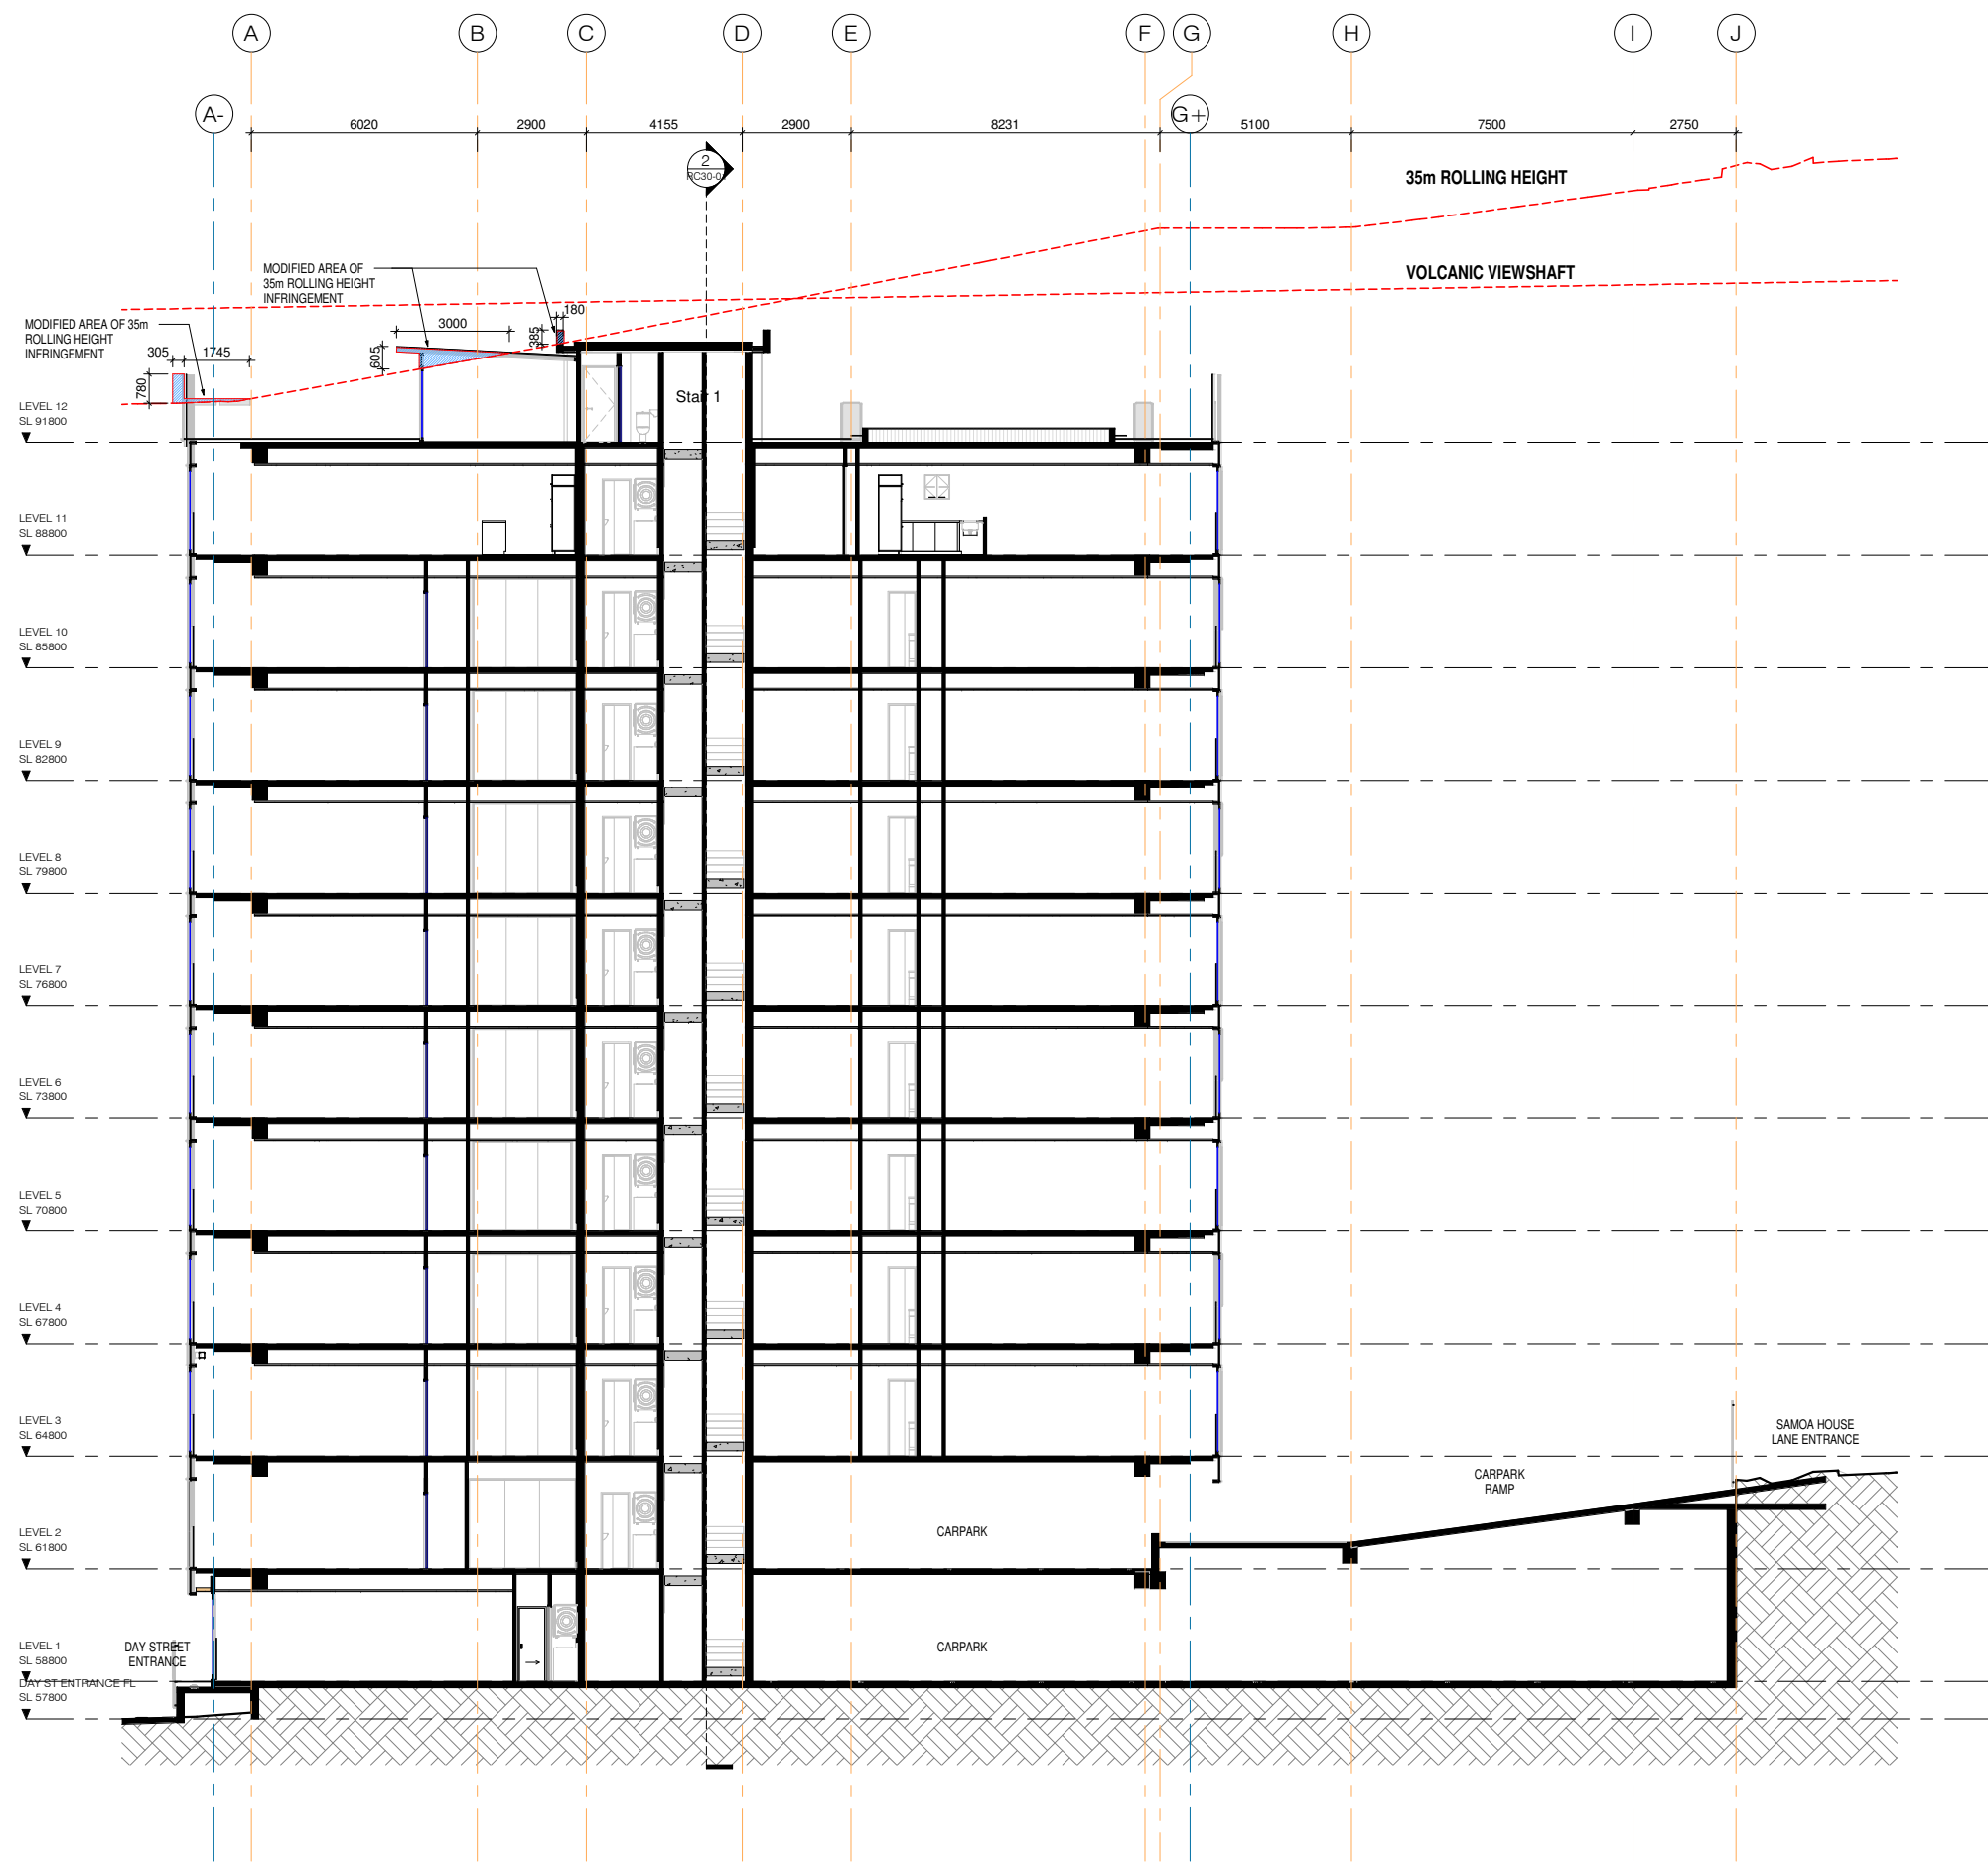 A
B
C
D
E
F
G
H
I
J
A-
G+
6020
2900
4155
2900
8231
5100
7500
2750
2
35m ROLLING HEIGHT
MODIFIED AREA OF
35m ROLLING HEIGHT
INFRINGEMENT
VOLCANIC VIEWSHAFT
180
MODIFIED AREA OF 35m
ROLLING HEIGHT
INFRINGEMENT
3000
385
305
1745
605
780
Stair 1
LEVEL 12
SL 91800
LEVEL 11
SL 88800
LEVEL 10
SL 85800
LEVEL 9
SL 82800
LEVEL 8
SL 79800
LEVEL 7
SL 76800
LEVEL 6
SL 73800
LEVEL 5
SL 70800
LEVEL 4
SL 67800
LEVEL 3
SL 64800
SAMOA HOUSE
LANE ENTRANCE
CARPARK
RAMP
LEVEL 2
SL 61800
CARPARK
LEVEL 1
SL 58800
DAY STREET
ENTRANCE
CARPARK
DAY ST ENTRANCE FL
SL 57800